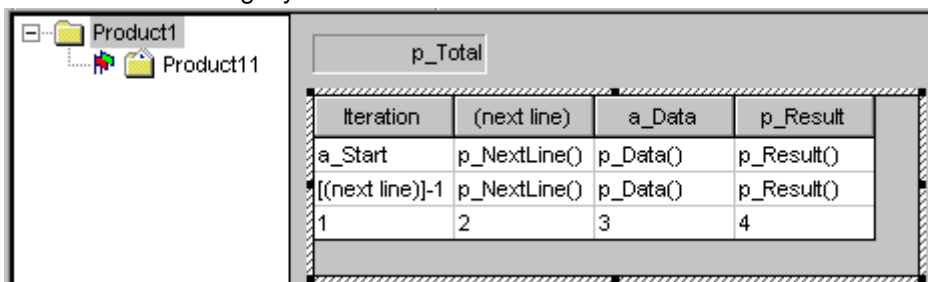 Product1
Product11
p_Total
Iteration (next line) a_Data p_Result
a_Start p_NextLine() p_Data() p_Result()
[(next line)]-1 p_NextLine() p_Data() p_Result()
1 2 3 4